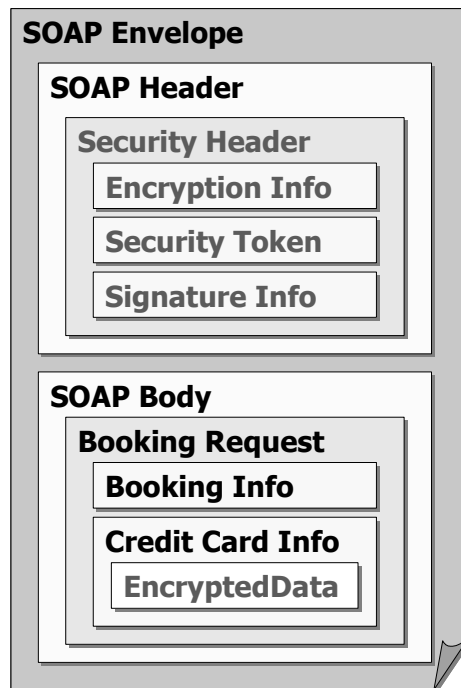 SOAP Envelope
SOAP Header
Security Header
Encryption Info
Security Token
Signature Info
SOAP Body
Booking Request
Booking Info
Credit Card Info
EncryptedData